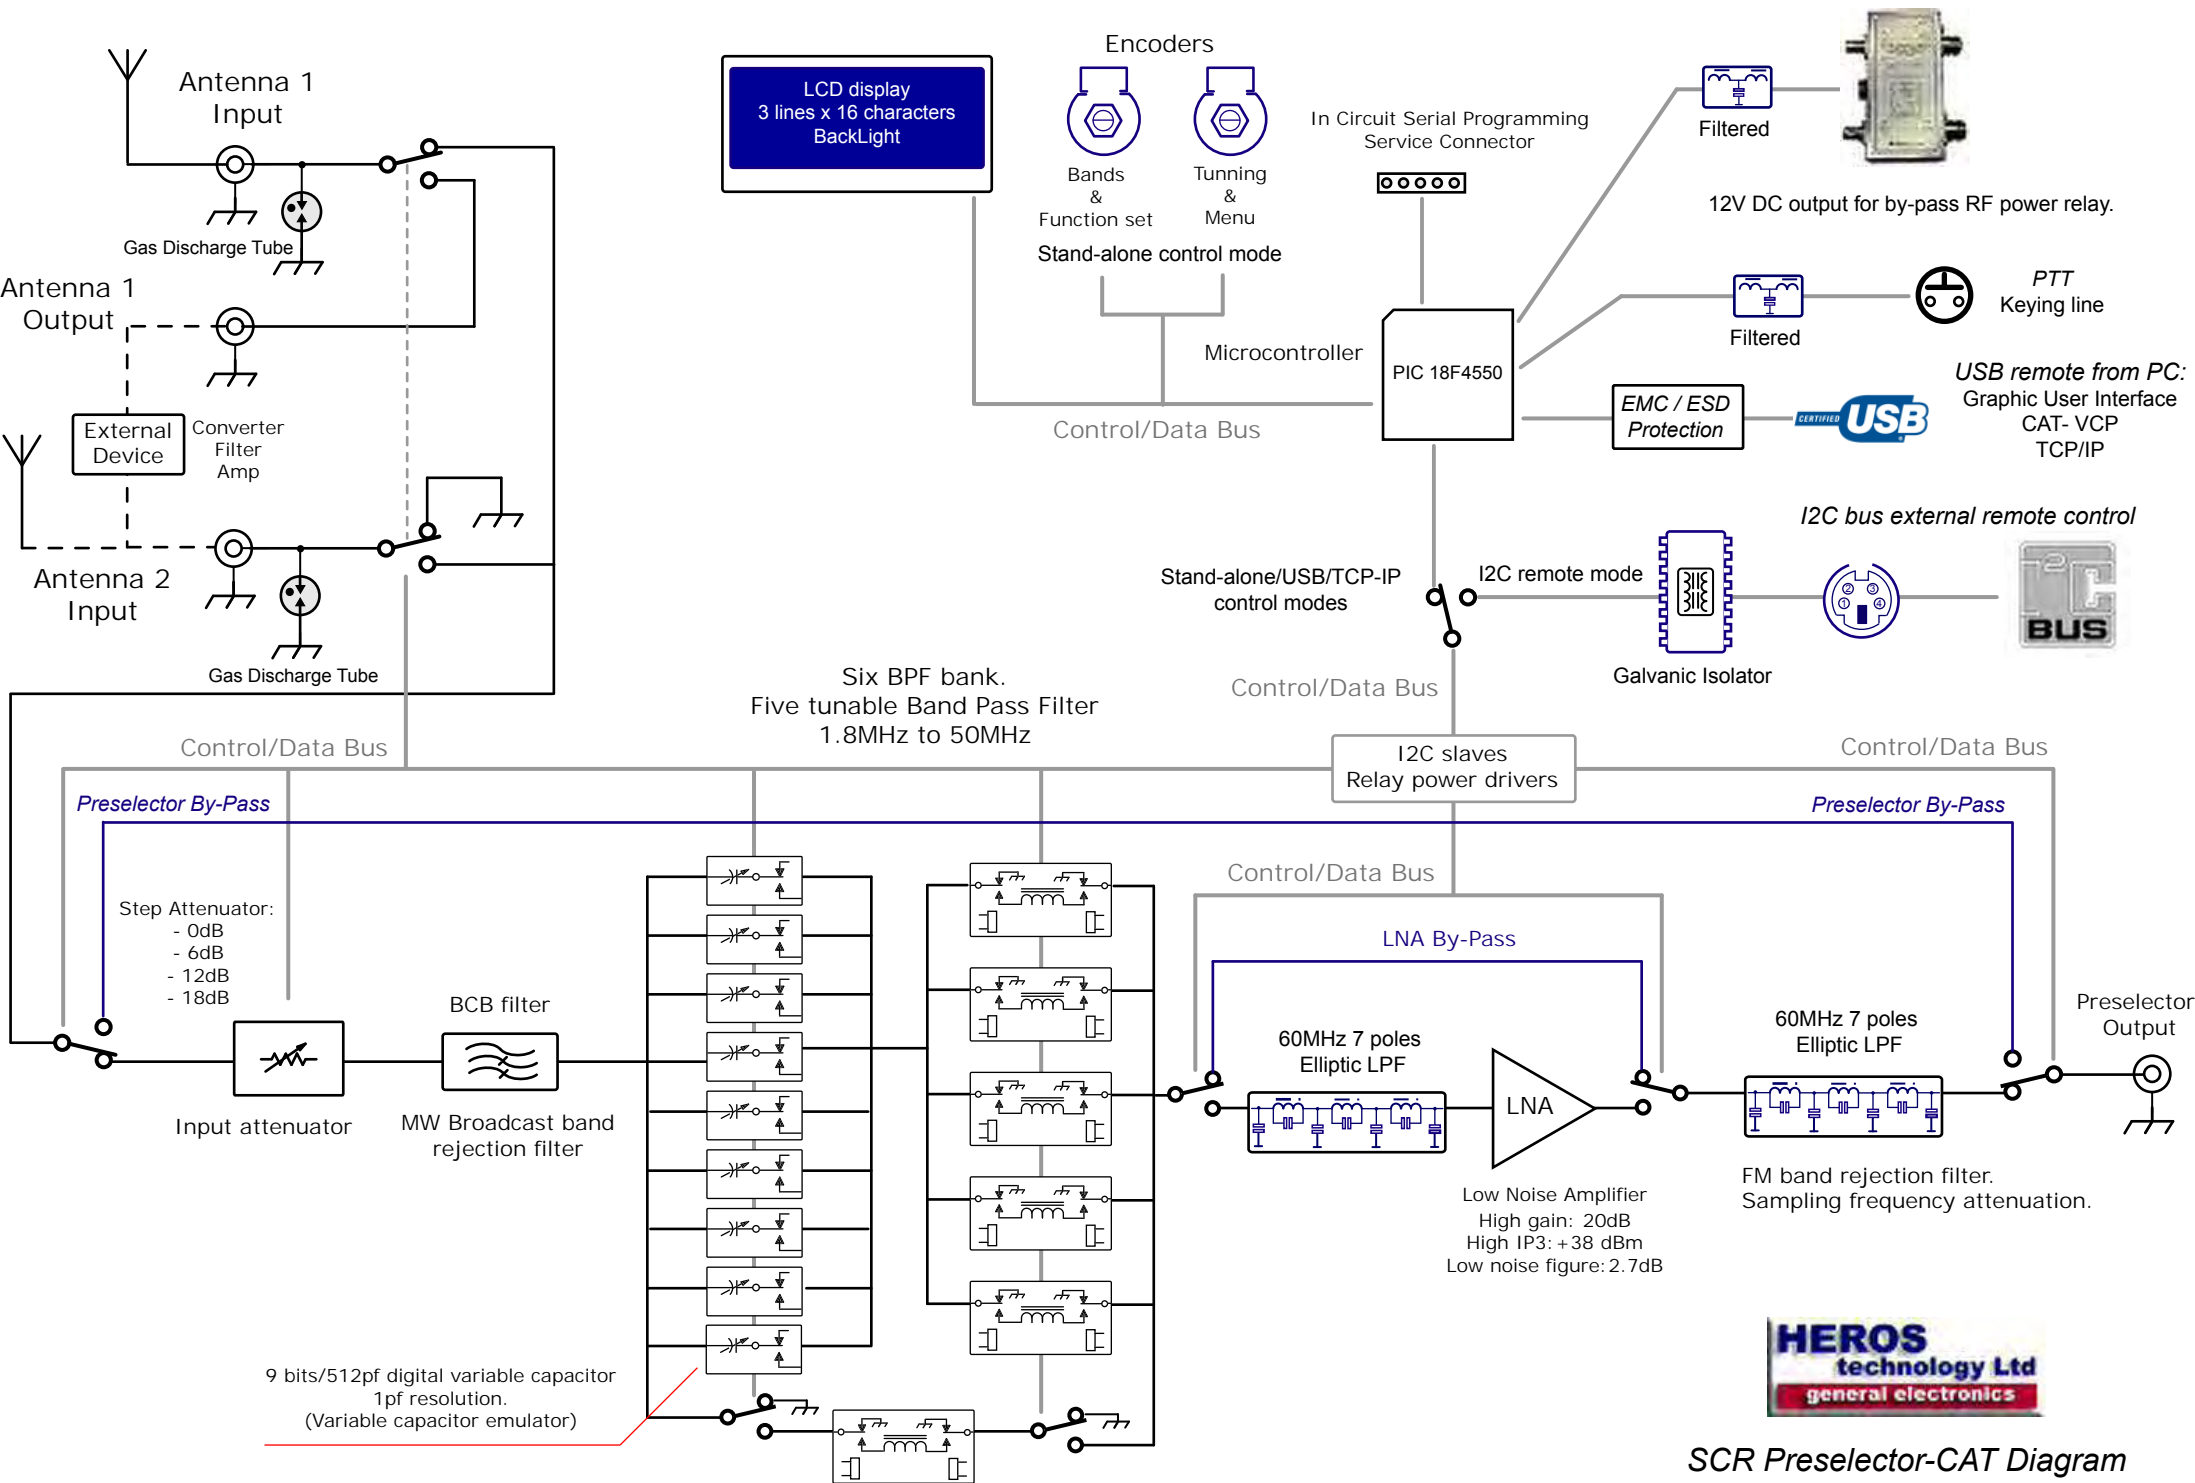 Encoders
Antenna 1
Input
LCD display
3 lines x 16 characters
BackLight
In Circuit Serial Programming
Service Connector
Filtered
Bands
&
Function set
Tunning
&
Menu
12V DC output for by-pass RF power relay.
Gas Discharge Tube
Stand-alone control mode
Antenna 1
Output
PTT
Keying line
Filtered
Microcontroller
PIC 18F4550
USB remote from PC:
Graphic User Interface
CAT- VCP
TCP/IP
EMC / ESD
Protection
CERTIFIED USB
External
Device
Converter
Filter
Amp
Control/Data Bus
I2C bus external remote control
Antenna 2
Input
Stand-alone/USB/TCP-IP
control modes
I2C remote mode
2 3
1 4
I2C
BUS
Gas Discharge Tube
Galvanic Isolator
Six BPF bank.
Five tunable Band Pass Filter
1.8MHz to 50MHz
Control/Data Bus
Control/Data Bus
I2C slaves
Relay power drivers
Control/Data Bus
Preselector By-Pass
Preselector By-Pass
Control/Data Bus
Step Attenuator:
- 0dB
- 6dB
- 12dB
- 18dB
LNA By-Pass
BCB filter
Preselector
Output
60MHz 7 poles
Elliptic LPF
60MHz 7 poles
Elliptic LPF
LNA
Input attenuator
MW Broadcast band
rejection filter
FM band rejection filter.
Sampling frequency attenuation.
Low Noise Amplifier
High gain: 20dB
High IP3: +38 dBm
Low noise figure: 2.7dB
9 bits/512pf digital variable capacitor
1pf resolution.
(Variable capacitor emulator)
HEROS
technology Ltd
general electronics
SCR Preselector-CAT Diagram